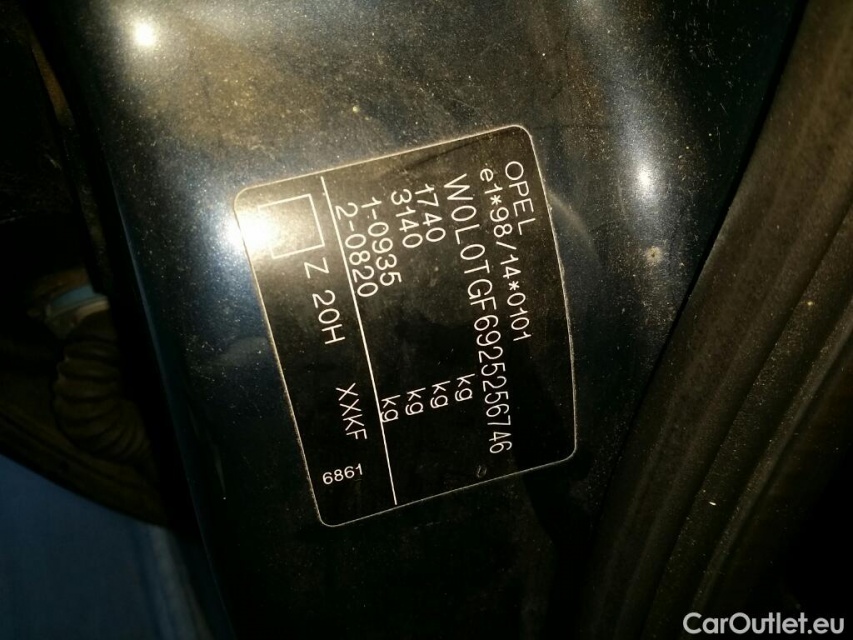 OPEL
e1*98/14*0101
W0L0TGF6925256746
1740 kg
3140 kg
1-0935 kg
2-0820 kg
Z 20H XXKF 6861
CarOutlet.eu